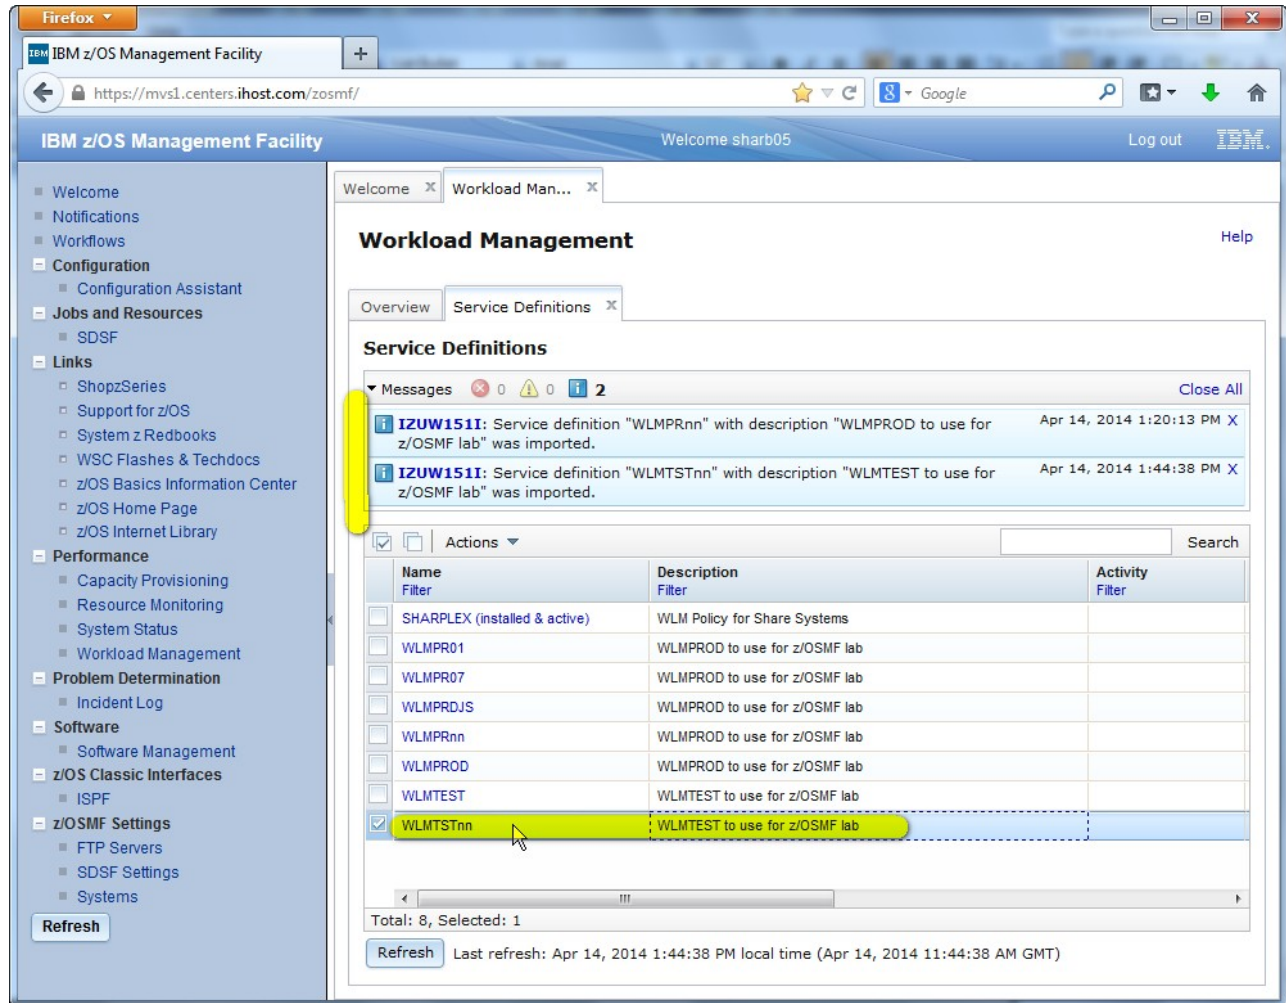 Firefox
IBM IBM z/OS Management Facility
https://mvs1.centers.ihost.com/zosmf/
8 Google
IBM z/OS Management Facility
Welcome sharb05
Log out
IBM.
Welcome
Notifications
Workflows
Configuration
Configuration Assistant
Jobs and Resources
SDSF
Links
ShopzSeries
Support for z/OS
System z Redbooks
WSC Flashes & Techdocs
z/OS Basics Information Center
z/OS Home Page
z/OS Internet Library
Performance
Capacity Provisioning
Resource Monitoring
System Status
Workload Management
Problem Determination
Incident Log
Software
Software Management
z/OS Classic Interfaces
ISPF
z/OSMF Settings
FTP Servers
SDSF Settings
Systems
Refresh
Welcome X Workload Man... X
Workload Management
Help
Overview Service Definitions X
Service Definitions
Messages 0 0 2 Close All
IZUW151I: Service definition "WLMPRnn" with description "WLMPROD to use for Apr 14, 2014 1:20:13 PM X
z/OSMF lab" was imported.
IZUW151I: Service definition "WLMTSTnn" with description "WLMTEST to use for Apr 14, 2014 1:44:38 PM X
z/OSMF lab" was imported.
Actions Search
Name Description Activity
Filter Filter Filter
SHARPLEX (installed & active) WLM Policy for Share Systems
WLMPR01 WLMPROD to use for z/OSMF lab
WLMPR07 WLMPROD to use for z/OSMF lab
WLMPRDJS WLMPROD to use for z/OSMF lab
WLMPRnn WLMPROD to use for z/OSMF lab
WLMPROD WLMPROD to use for z/OSMF lab
WLMTEST WLMTEST to use for z/OSMF lab
WLMTSTnn WLMTEST to use for z/OSMF lab
Total: 8, Selected: 1
Refresh Last refresh: Apr 14, 2014 1:44:38 PM local time (Apr 14, 2014 11:44:38 AM GMT)